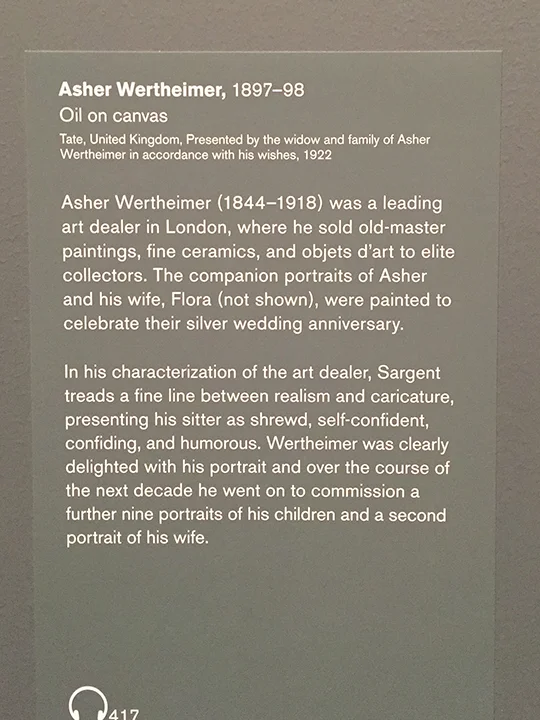 Asher Wertheimer, 1897–98
Oil on canvas
Tate, United Kingdom, Presented by the widow and family of Asher
Wertheimer in accordance with his wishes, 1922
Asher Wertheimer (1844–1918) was a leading
art dealer in London, where he sold old-master
paintings, fine ceramics, and objets d'art to elite
collectors. The companion portraits of Asher
and his wife, Flora (not shown), were painted to
celebrate their silver wedding anniversary.
In his characterization of the art dealer, Sargent
treads a fine line between realism and caricature,
presenting his sitter as shrewd, self-confident,
confiding, and humorous. Wertheimer was clearly
delighted with his portrait and over the course of
the next decade he went on to commission a
further nine portraits of his children and a second
portrait of his wife.
417